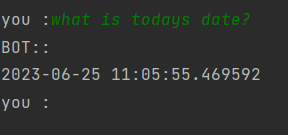 you :what is todays date?
BOT::
2023-06-25 11:05:55.469592
you :